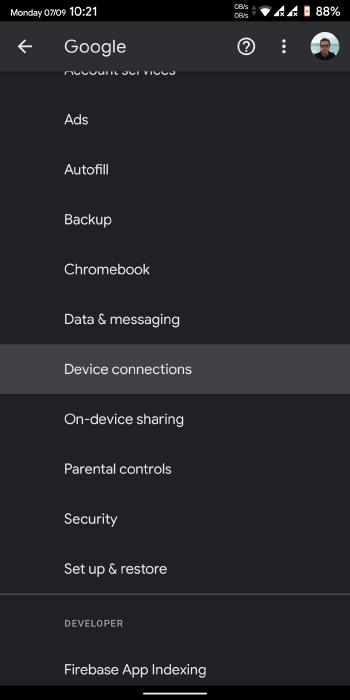 Monday 07/09 10:21 0B/s 0B/s 88%
Google
Account services
Ads
Autofill
Backup
Chromebook
Data & messaging
Device connections
On-device sharing
Parental controls
Security
Set up & restore
DEVELOPER
Firebase App Indexing